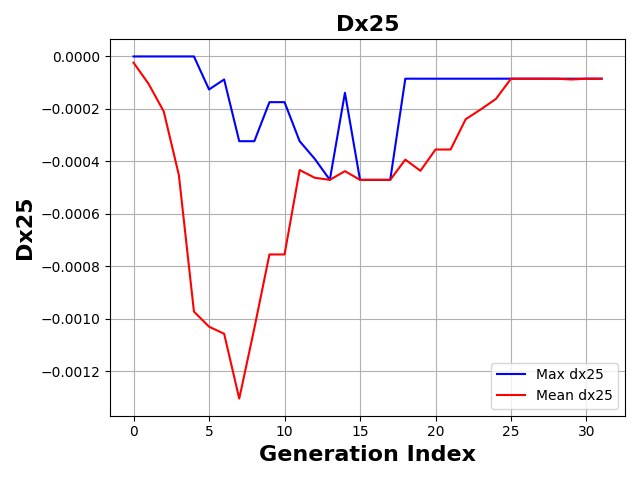 Dx25
0.0000
−0.0002
−0.0004
−0.0006
−0.0008
−0.0010
−0.0012
Dx25
0 5 10 15 20 25 30
Generation Index
Max dx25
Mean dx25